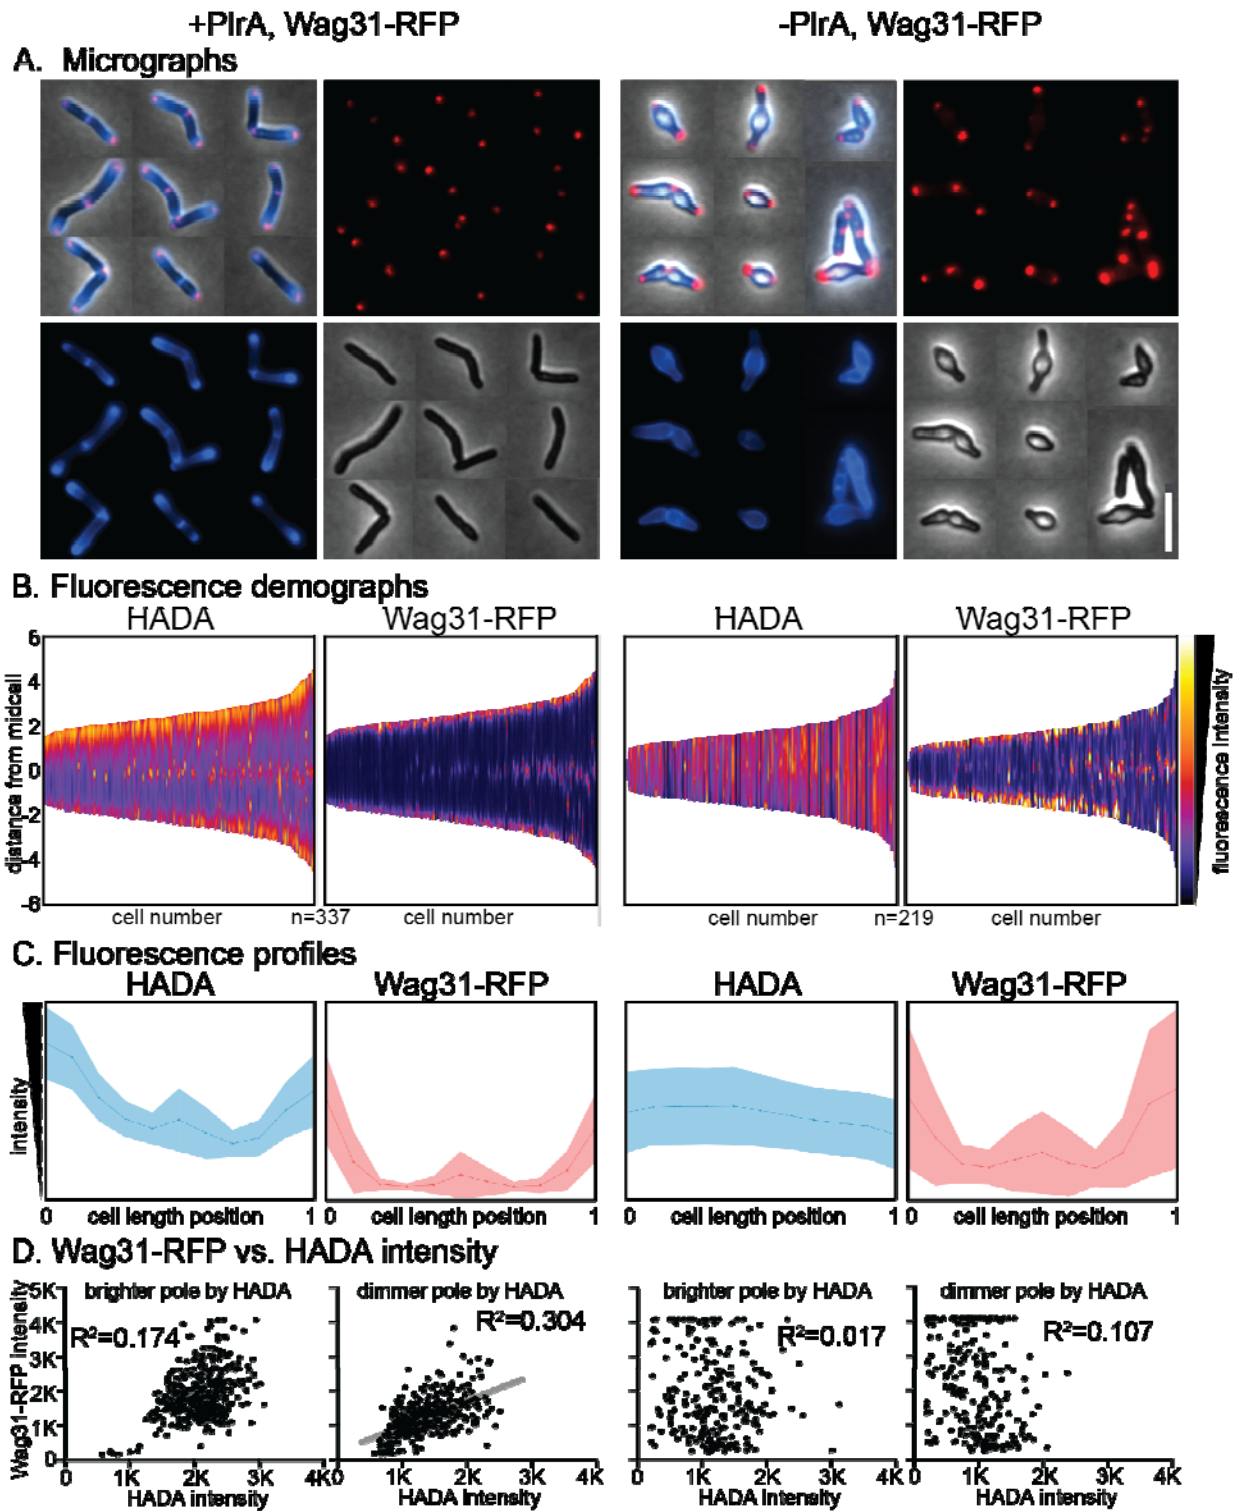 +PlrA, Wag31-RFP
-PlrA, Wag31-RFP
A. Micrographs
B. Fluorescence demographs
HADA
Wag31-RFP
HADA
Wag31-RFP
distance from midcell
6
4
2
0
-2
-4
-6
fluorescence intensity
cell number
n=337
cell number
cell number
n=219
cell number
C. Fluorescence profiles
HADA
Wag31-RFP
HADA
Wag31-RFP
intensity
0 cell length position 1
0 cell length position 1
0 cell length position 1
0 cell length position 1
D. Wag31-RFP vs. HADA intensity
Wag31-RFP intensity
5K
4K
3K
2K
1K
0
brighter pole by HADA
R²=0.174
dimmer pole by HADA
R²=0.304
brighter pole by HADA
R²=0.017
dimmer pole by HADA
R²=0.107
0 1K 2K 3K 4K
0 1K 2K 3K 4K
0 1K 2K 3K 4K
0 1K 2K 3K 4K
HADA intensity
HADA intensity
HADA intensity
HADA intensity